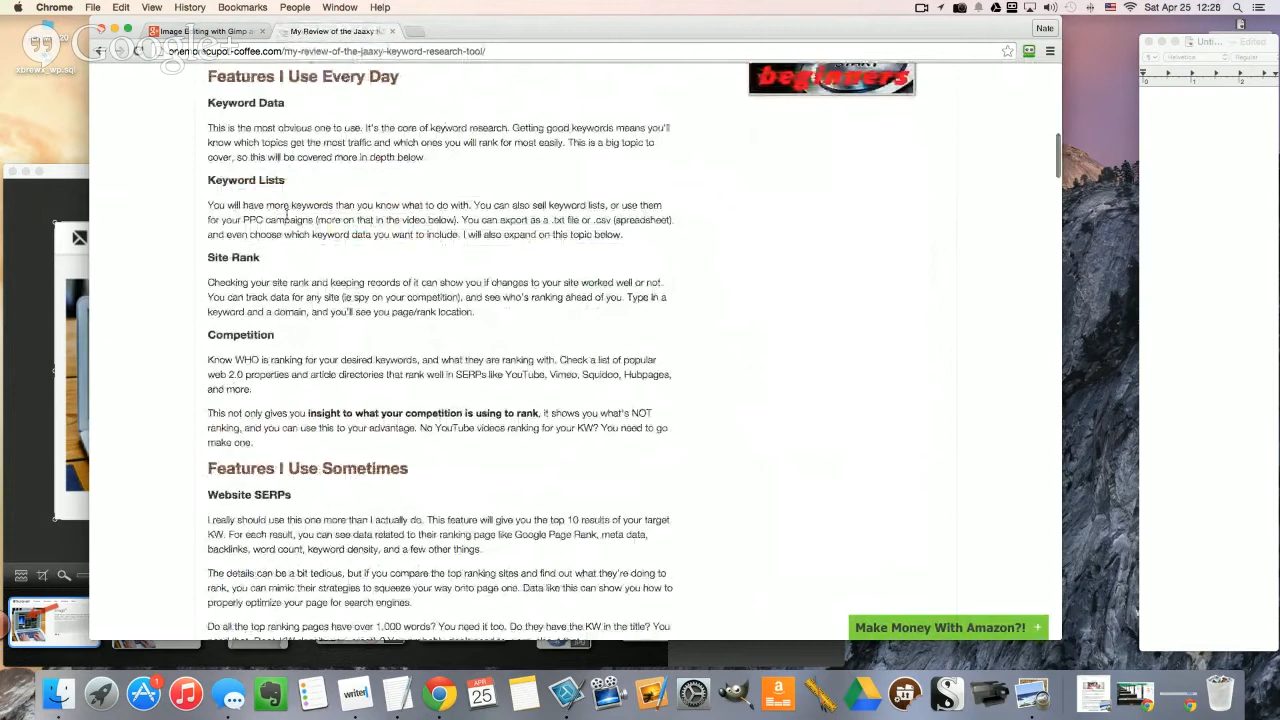 Chrome File Edit View History Bookmarks Window Help
Sat Apr 25 12:28
Google+
Image Editing with Gimp a
My Review of the Jaaxy
Nate
onemorecupof-coffee.com/my-review-of-the-jaaxy-keyword-research-tool/
Unti... — Edited
Helvetica Regular
0 1 2
xbrewx_wp.sql
beginners
Features I Use Every Day
Keyword Data
This is the most obvious one to use. It's the core of keyword research. Getting good keywords means you'll
know which topics get the most traffic and which ones you will rank for most easily. This is a big topic to
cover, so this will be covered more in depth below
Keyword Lists
You will have more keywords than you know what to do with. You can also sell keyword lists, or use them
for your PPC campaigns (more on that in the video below). You can export as a .txt file or .csv (spreadsheet)
and even choose which keyword data you want to include. I will also expand on this topic below.
Site Rank
Checking your site rank and keeping records of it can show you if changes to your site worked well or not.
You can track data for any site (ie spy on your competition), and see who's ranking ahead of you. Type in a
keyword and a domain, and you'll see you page/rank location.
Competition
Know WHO is ranking for your desired keywords, and what they are ranking with. Check a list of popular
web 2.0 properties and article directories that rank well in SERPs like YouTube, Vimeo, Squidoo, Hubpages,
and more.
This not only gives you insight to what your competition is using to rank, it shows you what's NOT
ranking, and you can use this to your advantage. No YouTube videos ranking for your KW? You need to go
make one.
Features I Use Sometimes
Website SERPs
I really should use this one more than I actually do. This feature will give you the top 10 results of your target
KW. For each result, you can see data related to their ranking page like Google Page Rank, meta data,
backlinks, word count, keyword density, and a few other things.
The details can be a bit tedious, but if you compare the top ranking sites and find out what they're doing to
rank, you can mimic their strategies to squeeze your way onto page one. Data like this can show you how to
properly optimize your page for search engines.
Do all the top ranking pages have over 1,000 words? You need it too. Do they have the KW in the title? You
Make Money With Amazon?! +
1
writer
APR
25